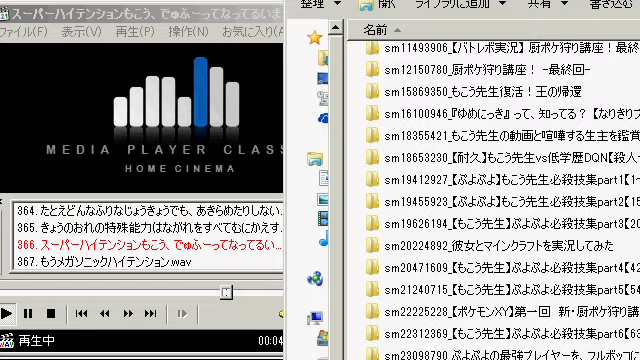 スーパーハイテンションもこう、でゅふーってなってるいま
ファイル(F) 表示(V) 再生(P) 操作(N) お気に入り(A
MEDIA PLAYER CLASS
HOME CINEMA
364. たとえどんなふりなじょうきょうでも、あきらめたりしない.
365. きょうのおれの特殊能力はながれをすべてむにかえす.
366. スーパーハイテンションもこう、でゅふーってなってるい...
367. もうメガソニックハイテンション.wav
再生中
00:04
整理 開く ライブラリに追加 共有 書き込む
名前
sm11493906_【バトレボ実況】厨ポケ狩り講座！最終
sm12150780_厨ポケ狩り講座！ -最終回-
sm15869350_もこう先生復活！王の帰還
sm16100946_『ゆめにっき』って、知ってる？【なりきりプ
sm18355421_もこう先生の動画と喧嘩する生主を鑑賞
sm18653230_【耐久】もこう先生vs低学歴DQN【殺人
sm19412927_【ぷよぷよ】もこう先生必殺技集part1【1~
sm19455923_【ぷよぷよ】もこう先生必殺技集part2【15
sm19626194_【もこう先生】ぷよぷよ必殺技集part3【20
sm20224892_彼女とマインクラフトを実況してみた
sm20471609_【もこう先生】ぷよぷよ必殺技集part4【42
sm21240715_【もこう先生】ぷよぷよ必殺技集part5【54
sm22225228_【ポケモンXY】第一回 新・厨ポケ狩り講
sm22312369_【もこう先生】ぷよぷよ必殺技集part6【63
sm23098790_ぷよぷよの最強プレイヤーを、フルボッコ